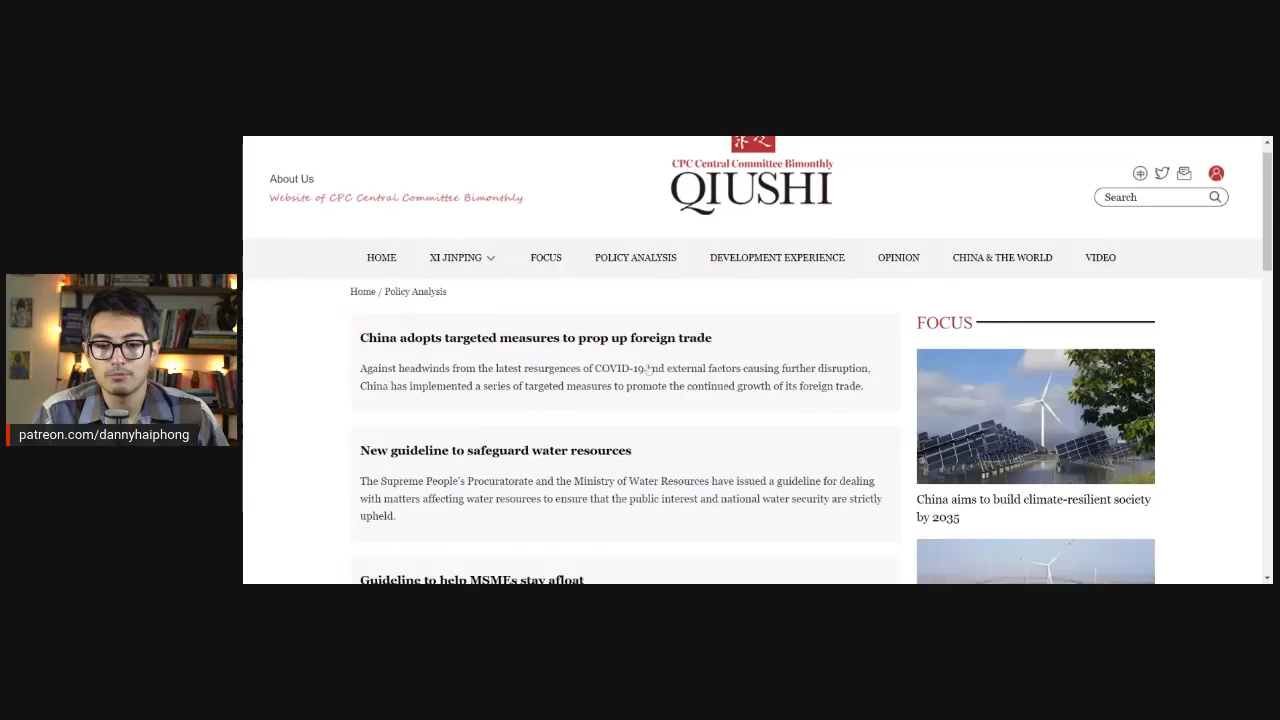 About Us
Website of CPC Central Committee Bimonthly
求是
CPC Central Committee Bimonthly
QIUSHI
Search
HOME
XI JINPING
FOCUS
POLICY ANALYSIS
DEVELOPMENT EXPERIENCE
OPINION
CHINA & THE WORLD
VIDEO
Home / Policy Analysis
China adopts targeted measures to prop up foreign trade
Against headwinds from the latest resurgences of COVID-19 and external factors causing further disruption,
China has implemented a series of targeted measures to promote the continued growth of its foreign trade.
New guideline to safeguard water resources
The Supreme People's Procuratorate and the Ministry of Water Resources have issued a guideline for dealing
with matters affecting water resources to ensure that the public interest and national water security are strictly
upheld.
Guideline to help MSMEs stay afloat
FOCUS
China aims to build climate-resilient society
by 2035
patreon.com/dannyhaiphong